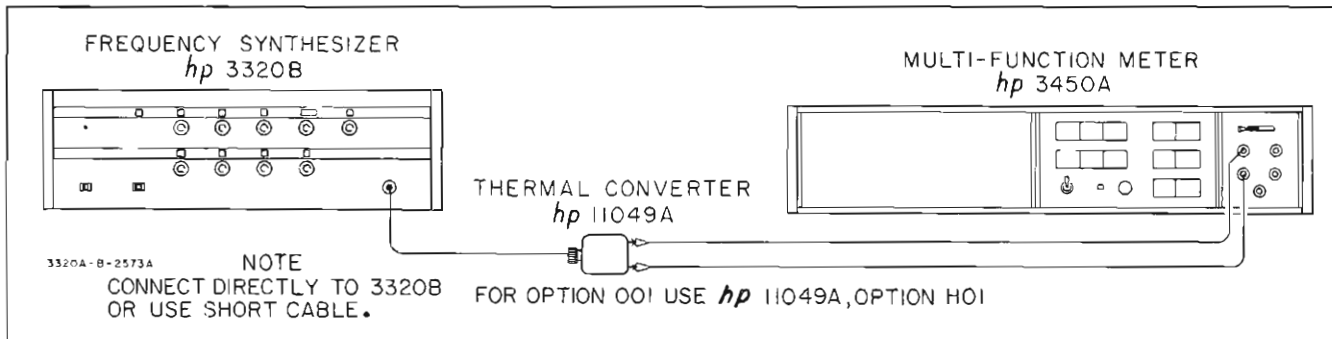 FREQUENCY SYNTHESIZER
hp 3320B
MULTI-FUNCTION METER
hp 3450A
THERMAL CONVERTER
hp 11049A
3320A-B-2573A
NOTE
CONNECT DIRECTLY TO 3320B
OR USE SHORT CABLE.
FOR OPTION 001 USE hp 11049A, OPTION H01